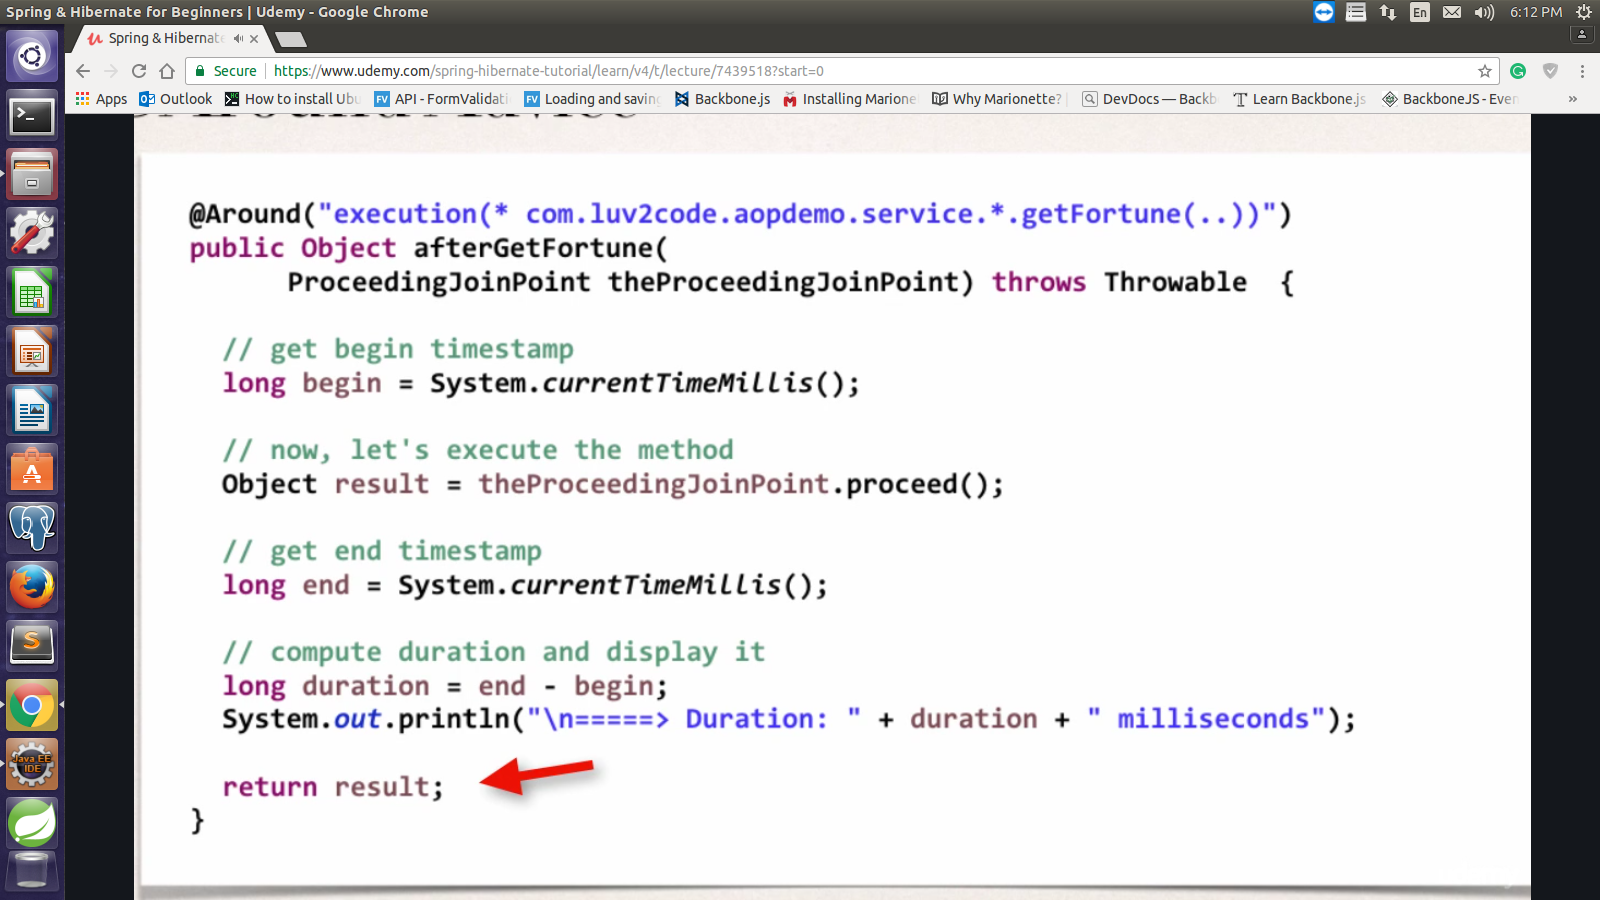 Spring & Hibernate for Beginners | Udemy - Google Chrome
En
6:12 PM
Spring & Hibernate
Secure
https://www.udemy.com/spring-hibernate-tutorial/learn/v4/t/lecture/7439518?start=0
Apps
Outlook
How to install Ubu
API - FormValidati
Loading and saving
Backbone.js
Installing Marione
Why Marionette?
DevDocs — Backb
Learn Backbone.js
BackboneJS - Ever
»
Around Advice
@Around("execution(* com.luv2code.aopdemo.service.*.getFortune(..))")
public Object afterGetFortune(
ProceedingJoinPoint theProceedingJoinPoint) throws Throwable {
// get begin timestamp
long begin = System.currentTimeMillis();
// now, let's execute the method
Object result = theProceedingJoinPoint.proceed();
// get end timestamp
long end = System.currentTimeMillis();
// compute duration and display it
long duration = end - begin;
System.out.println("\n=====> Duration: " + duration + " milliseconds");
return result;
}
Java EE
IDE